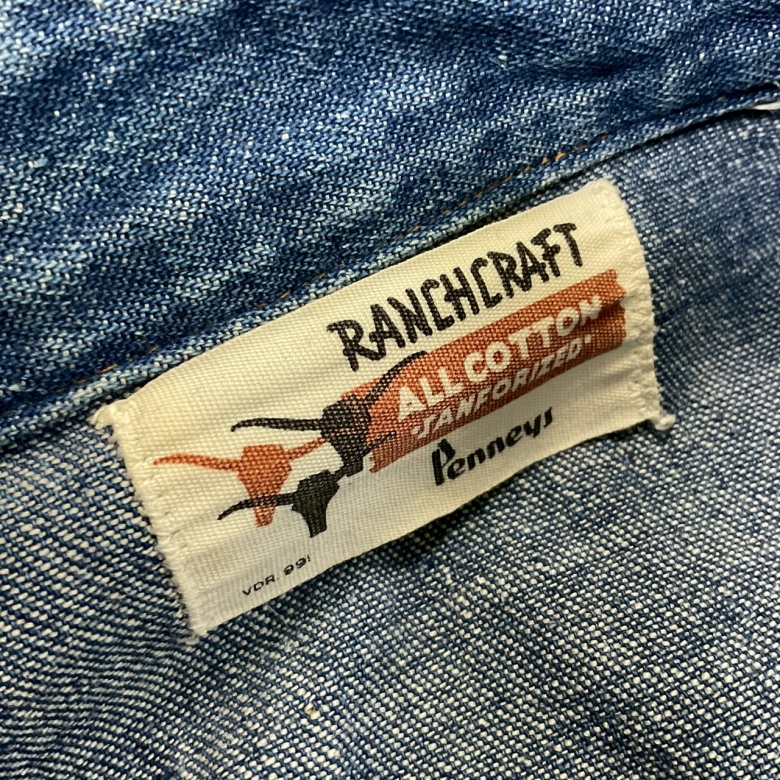 RANCHCRAFT
ALL COTTON
"SANFORIZED"
Penneys
VDR. 991